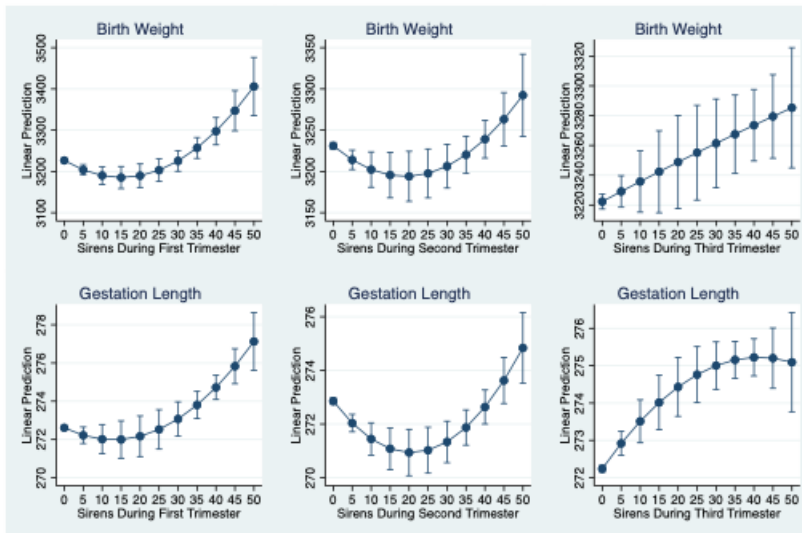 Birth Weight
Linear Prediction
3500
3400
3300
3200
3100
0 5 10 15 20 25 30 35 40 45 50
Sirens During First Trimester
Birth Weight
Linear Prediction
3350
3300
3250
3200
3150
0 5 10 15 20 25 30 35 40 45 50
Sirens During Second Trimester
Birth Weight
Linear Prediction
3320
3300
3280
3260
3240
3220
0 5 10 15 20 25 30 35 40 45 50
Sirens During Third Trimester
Gestation Length
Linear Prediction
278
276
274
272
270
0 5 10 15 20 25 30 35 40 45 50
Sirens During First Trimester
Gestation Length
Linear Prediction
276
274
272
270
0 5 10 15 20 25 30 35 40 45 50
Sirens During Second Trimester
Gestation Length
Linear Prediction
276
275
274
273
272
0 5 10 15 20 25 30 35 40 45 50
Sirens During Third Trimester